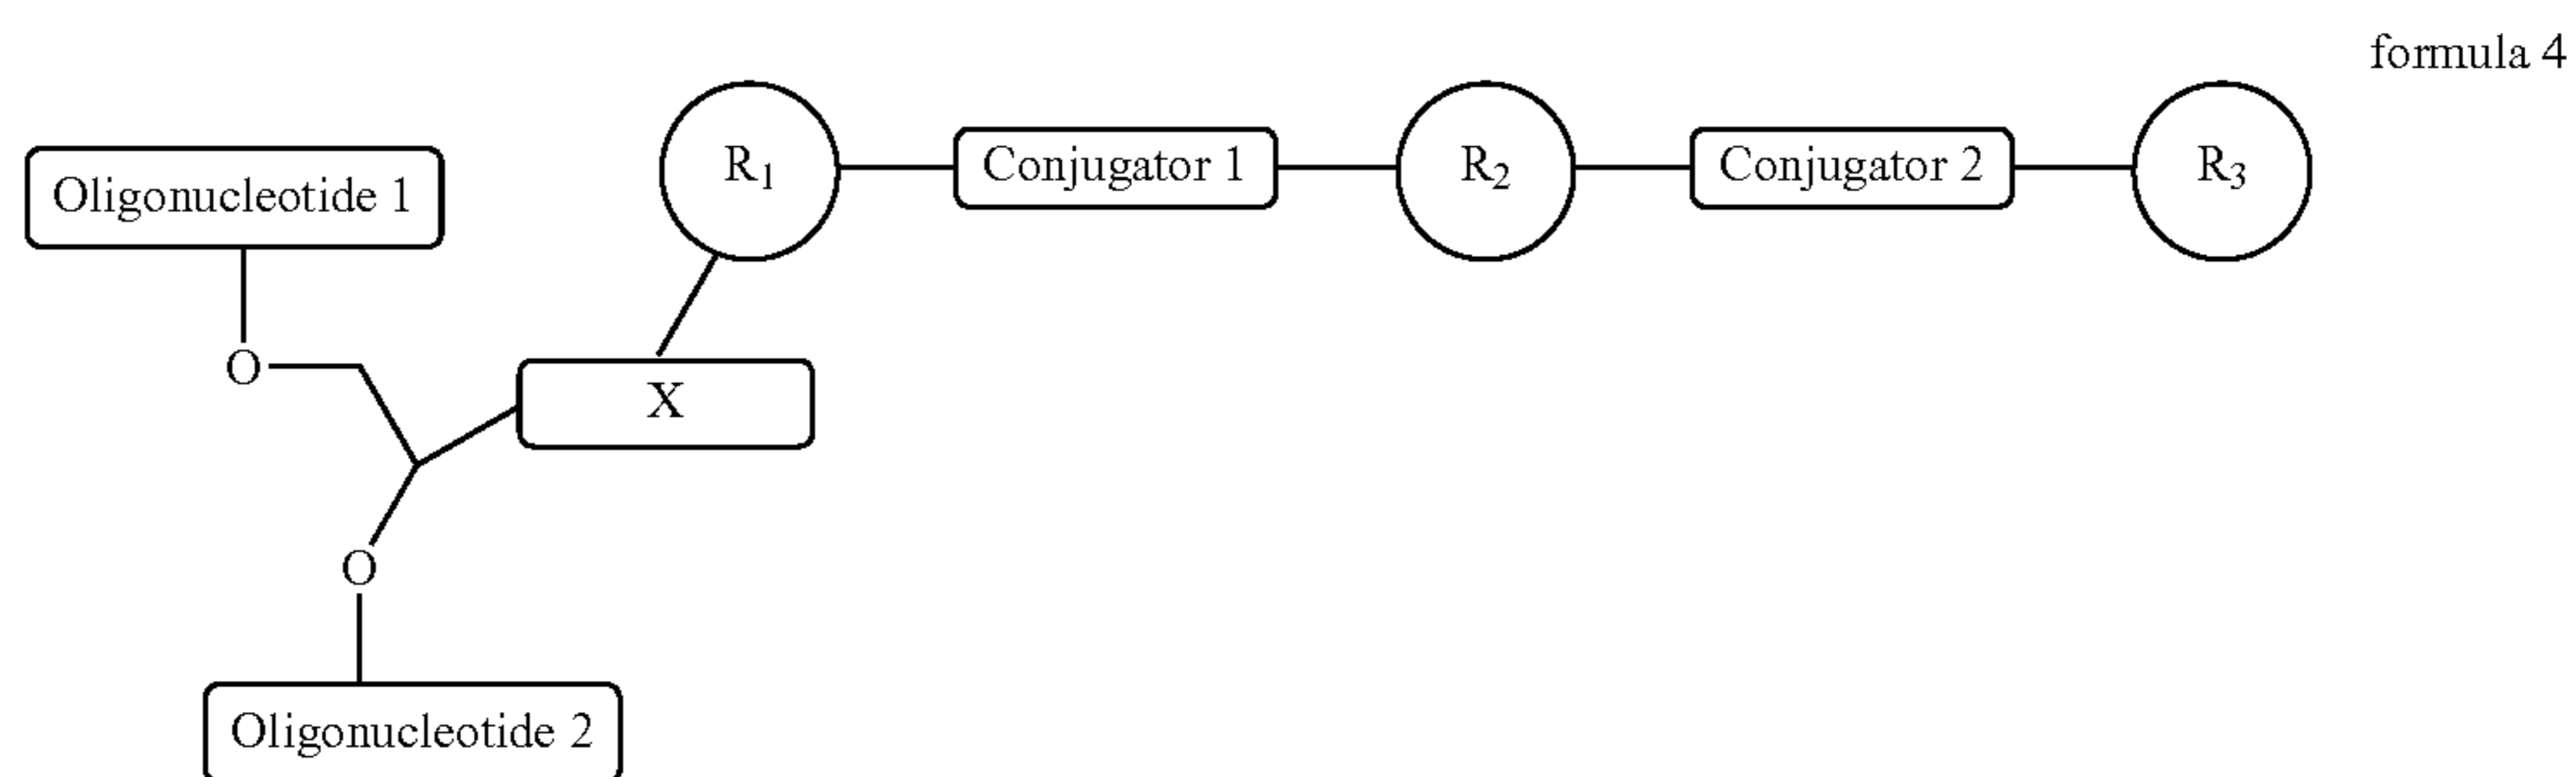 formula 4
R₁
Conjugator 1
R₂
Conjugator 2
R₃
Oligonucleotide 1
O
X
O
Oligonucleotide 2